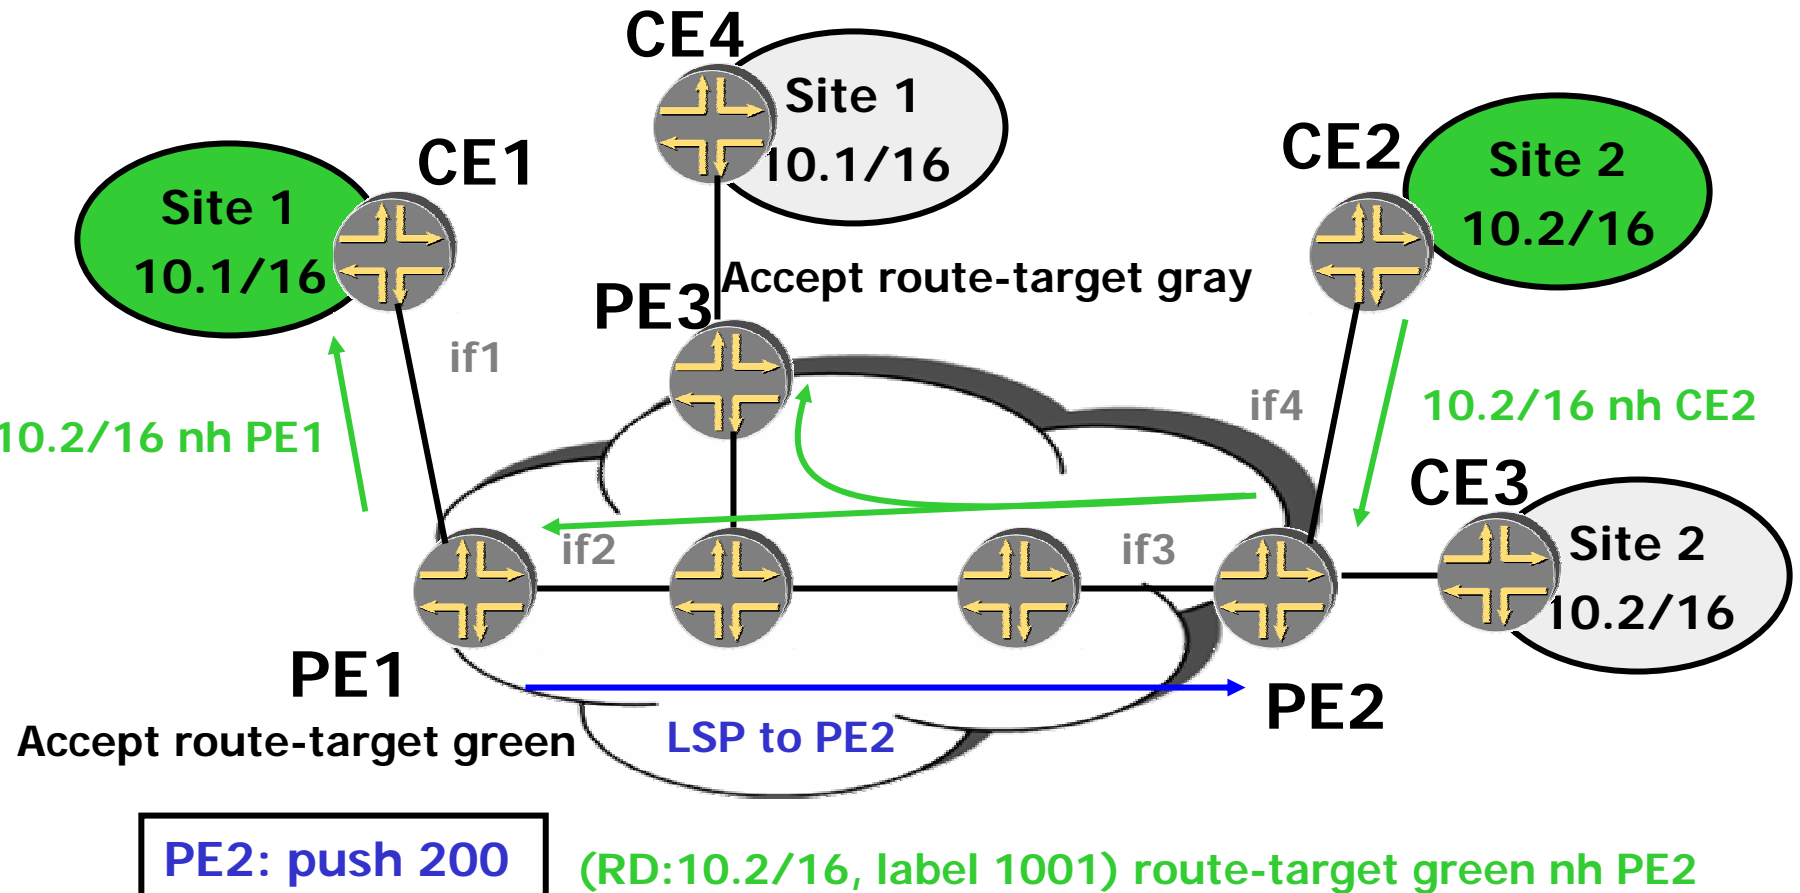 CE4
Site 1
10.1/16
CE1
Site 1
10.1/16
CE2
Site 2
10.2/16
Accept route-target gray
PE3
if1
if4
10.2/16 nh PE1
10.2/16 nh CE2
CE3
Site 2
10.2/16
if2
if3
PE1
Accept route-target green
LSP to PE2
PE2
PE2: push 200
(RD:10.2/16, label 1001) route-target green nh PE2